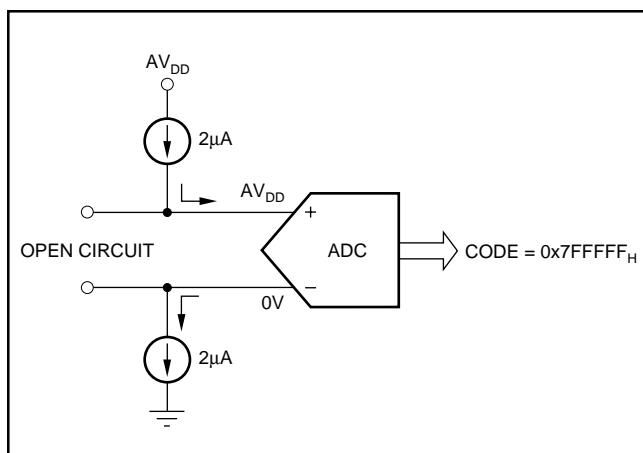 AVDD
2μA
AVDD
+
OPEN CIRCUIT
ADC
CODE = 0x7FFFFFH
−
0V
2μA